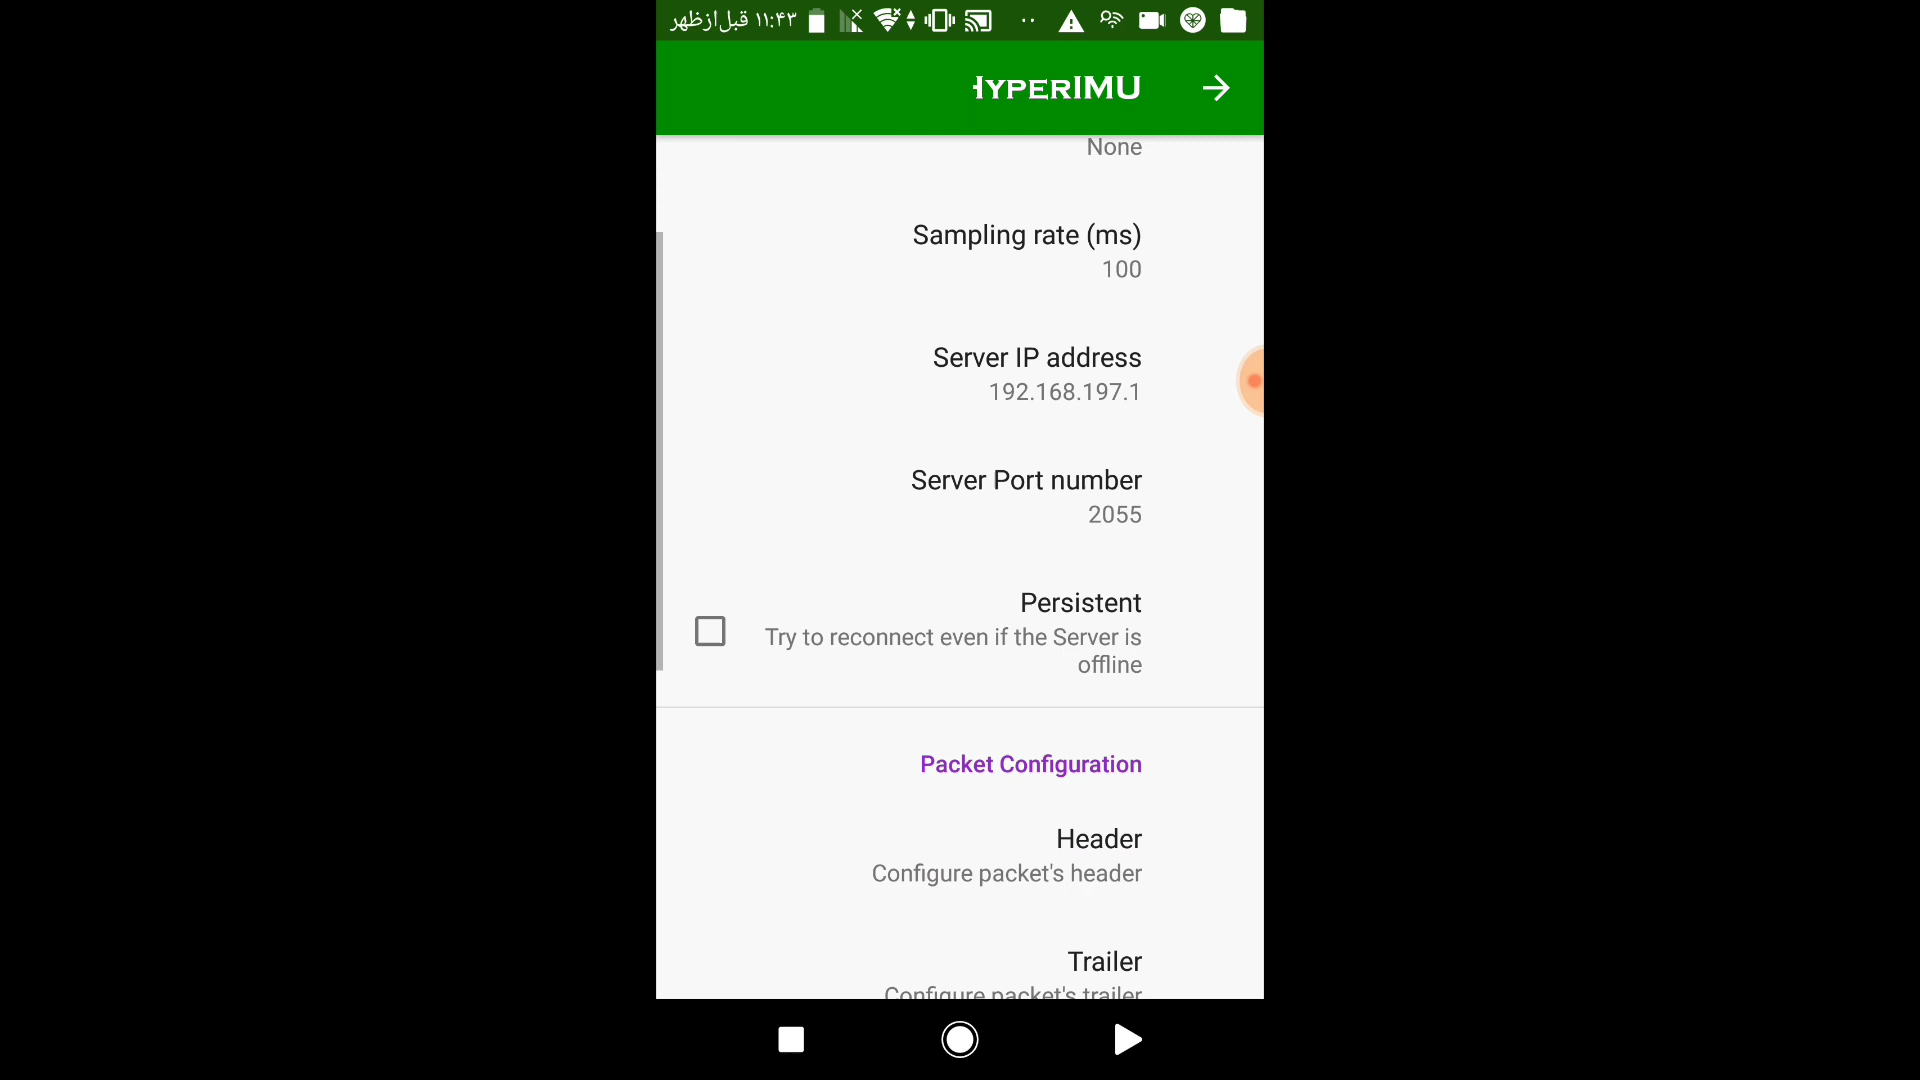 ۱۱:۴۳ قبل‌ازظهر
HyperIMU
None
Sampling rate (ms)
100
Server IP address
192.168.197.1
Server Port number
2055
Persistent
Try to reconnect even if the Server is
offline
Packet Configuration
Header
Configure packet's header
Trailer
Configure packet's trailer